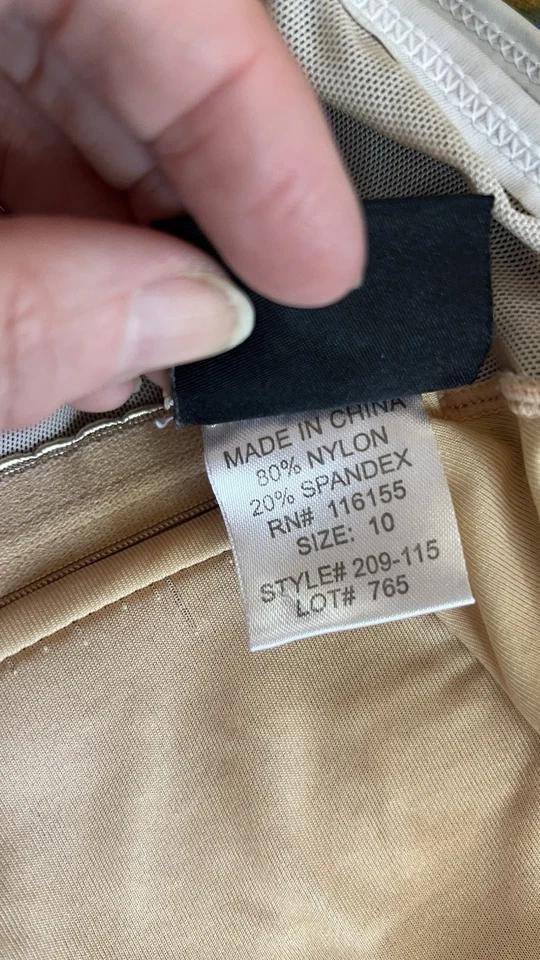 MADE IN CHINA
80% NYLON
20% SPANDEX
RN# 116155
SIZE: 10
STYLE# 209-115
LOT# 765